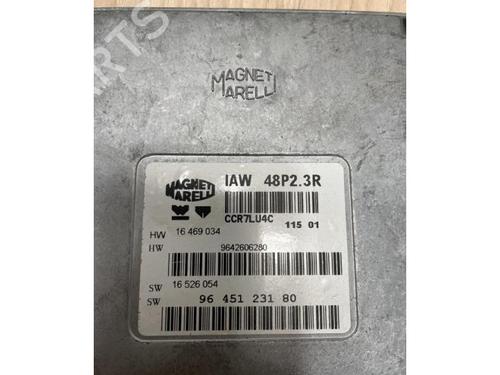 PARTS
MAGNETI
MARELLI
MAGNETI
MARELLI
IAW 48P2.3R
CCR7LU4C
115 01
HW 16 469 034
HW 9642606280
SW 16 526 054
SW 96 451 231 80